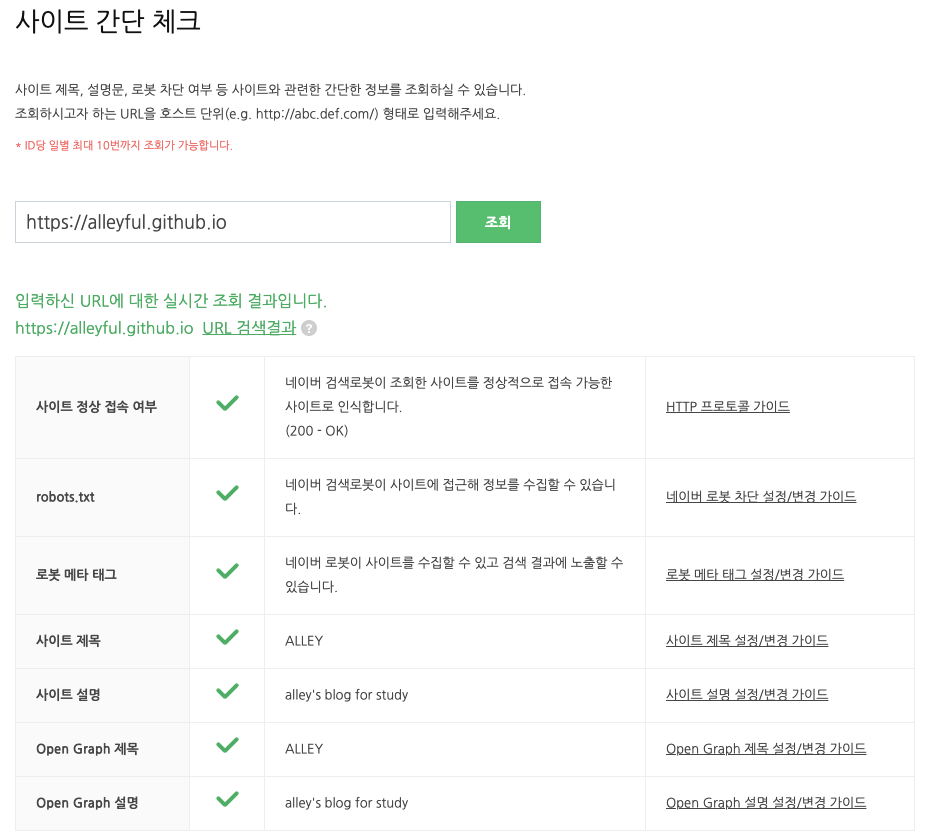 사이트 간단 체크
사이트 제목, 설명문, 로봇 차단 여부 등 사이트와 관련한 간단한 정보를 조회하실 수 있습니다.
조회하시고자 하는 URL을 호스트 단위(e.g. http://abc.def.com/) 형태로 입력해주세요.
* ID당 일별 최대 10번까지 조회가 가능합니다.
https://alleyful.github.io 조회
입력하신 URL에 대한 실시간 조회 결과입니다.
https://alleyful.github.io URL 검색결과 ?
사이트 정상 접속 여부
네이버 검색로봇이 조회한 사이트를 정상적으로 접속 가능한
사이트로 인식합니다.
(200 - OK)
HTTP 프로토콜 가이드
robots.txt
네이버 검색로봇이 사이트에 접근해 정보를 수집할 수 있습니
다.
네이버 로봇 차단 설정/변경 가이드
로봇 메타 태그
네이버 로봇이 사이트를 수집할 수 있고 검색 결과에 노출할 수
있습니다.
로봇 메타 태그 설정/변경 가이드
사이트 제목 ALLEY 사이트 제목 설정/변경 가이드
사이트 설명 alley's blog for study 사이트 설명 설정/변경 가이드
Open Graph 제목 ALLEY Open Graph 제목 설정/변경 가이드
Open Graph 설명 alley's blog for study Open Graph 설명 설정/변경 가이드